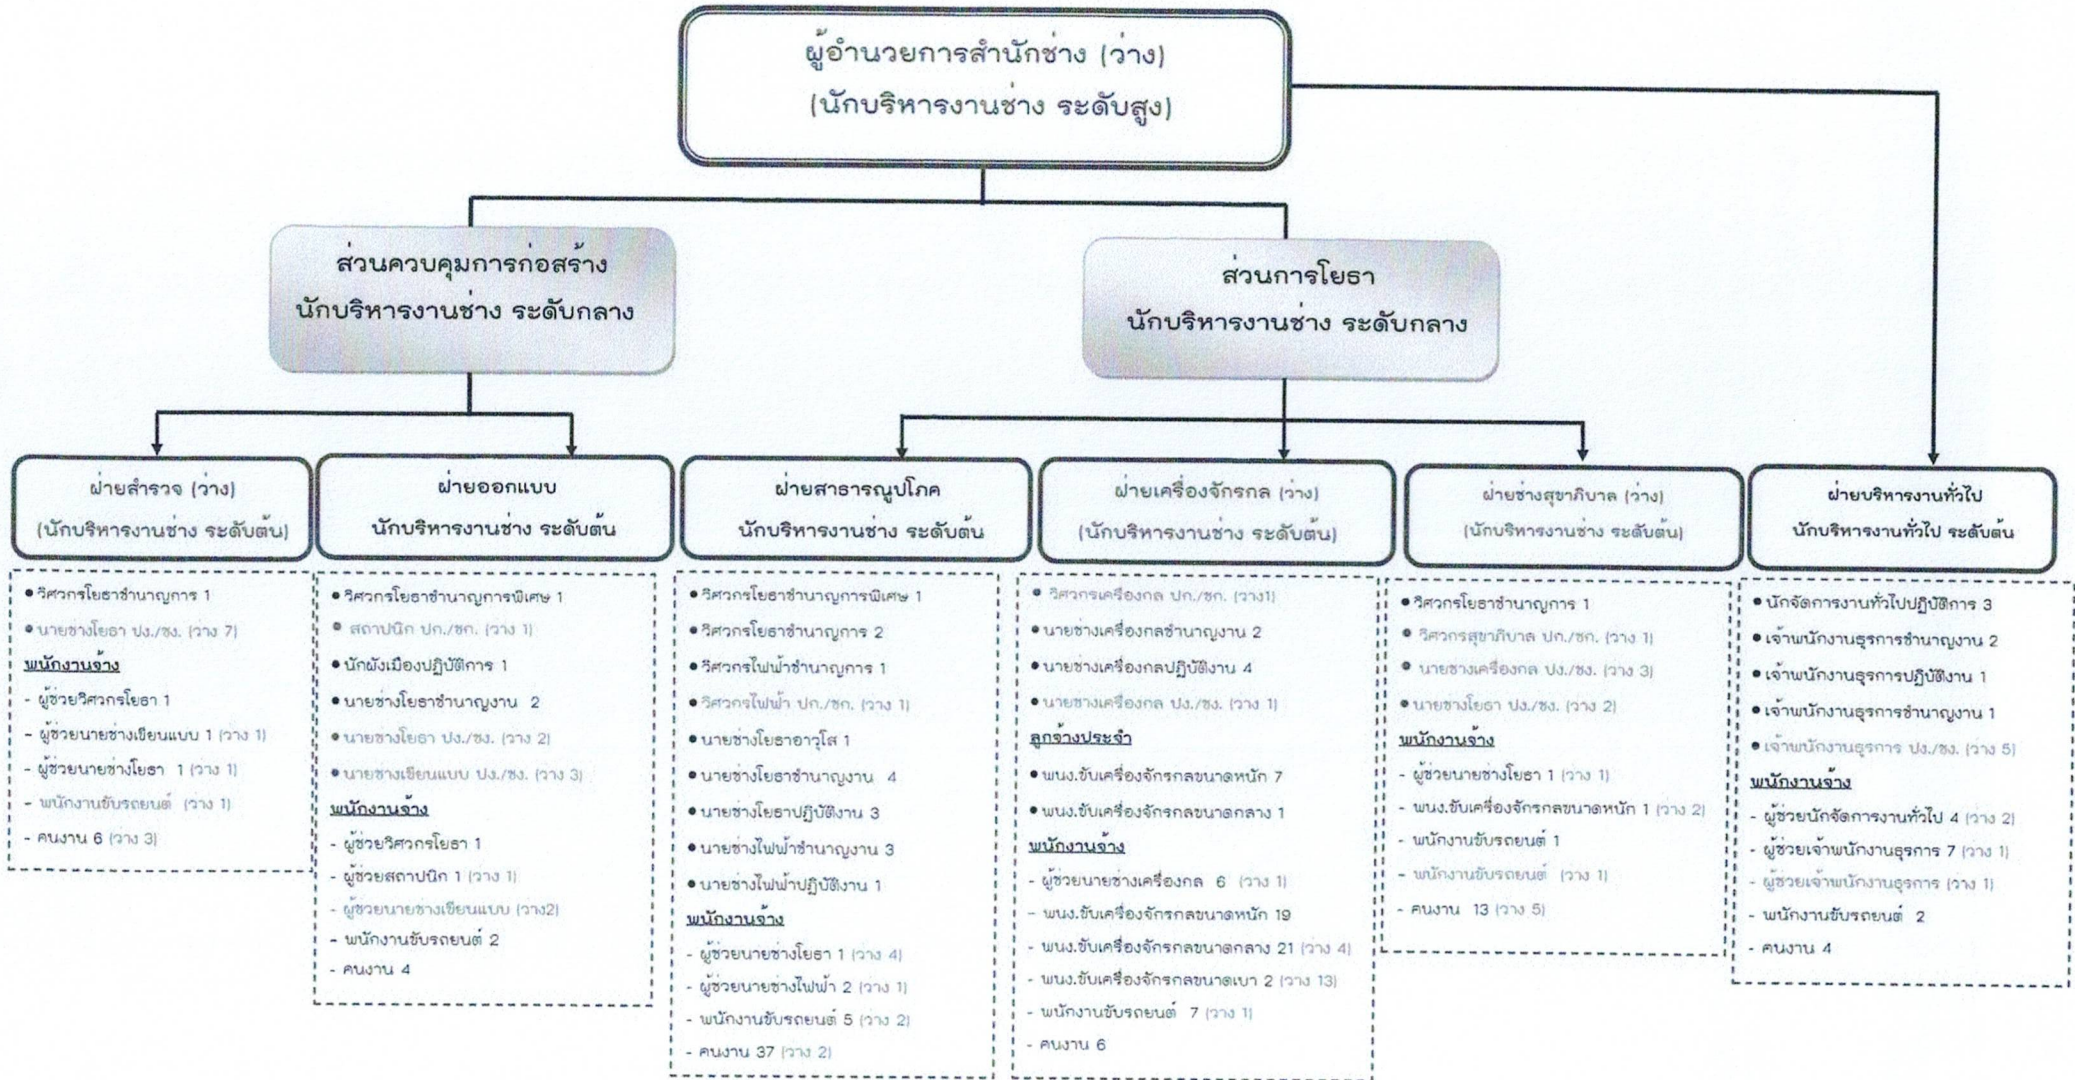 ผู้อำนวยการสำนักช่าง (ว่าง)
(นักบริหารงานช่าง ระดับสูง)
ส่วนควบคุมการก่อสร้าง
นักบริหารงานช่าง ระดับกลาง
ส่วนการโยธา
นักบริหารงานช่าง ระดับกลาง
ฝ่ายสำรวจ (ว่าง)
(นักบริหารงานช่าง ระดับต้น)
• วิศวกรโยธาชำนาญการ 1
• นายช่างโยธา ปง./ชง. (ว่าง 7)
พนักงานจ้าง
- ผู้ช่วยวิศวกรโยธา 1
- ผู้ช่วยนายช่างเขียนแบบ 1 (ว่าง 1)
- ผู้ช่วยนายช่างโยธา 1 (ว่าง 1)
- พนักงานขับรถยนต์ (ว่าง 1)
- คนงาน 6 (ว่าง 3)
ฝ่ายออกแบบ
นักบริหารงานช่าง ระดับต้น
• วิศวกรโยธาชำนาญการพิเศษ 1
• สถาปนิก ปก./ชก. (ว่าง 1)
• นักผังเมืองปฏิบัติการ 1
• นายช่างโยธาชำนาญงาน 2
• นายช่างโยธา ปง./ชง. (ว่าง 2)
• นายช่างเขียนแบบ ปง./ชง. (ว่าง 3)
พนักงานจ้าง
- ผู้ช่วยวิศวกรโยธา 1
- ผู้ช่วยสถาปนิก 1 (ว่าง 1)
- ผู้ช่วยนายช่างเขียนแบบ (ว่าง2)
- พนักงานขับรถยนต์ 2
- คนงาน 4
ฝ่ายสาธารณูปโภค
นักบริหารงานช่าง ระดับต้น
• วิศวกรโยธาชำนาญการพิเศษ 1
• วิศวกรโยธาชำนาญการ 2
• วิศวกรไฟฟ้าชำนาญการ 1
• วิศวกรไฟฟ้า ปก./ชก. (ว่าง 1)
• นายช่างโยธาอาวุโส 1
• นายช่างโยธาชำนาญงาน 4
• นายช่างโยธาปฏิบัติงาน 3
• นายช่างไฟฟ้าชำนาญงาน 3
• นายช่างไฟฟ้าปฏิบัติงาน 1
พนักงานจ้าง
- ผู้ช่วยนายช่างโยธา 1 (ว่าง 4)
- ผู้ช่วยนายช่างไฟฟ้า 2 (ว่าง 1)
- พนักงานขับรถยนต์ 5 (ว่าง 2)
- คนงาน 37 (ว่าง 2)
ฝ่ายเครื่องจักรกล (ว่าง)
(นักบริหารงานช่าง ระดับต้น)
• วิศวกรเครื่องกล ปก./ชก. (ว่าง1)
• นายช่างเครื่องกลชำนาญงาน 2
• นายช่างเครื่องกลปฏิบัติงาน 4
• นายช่างเครื่องกล ปง./ชง. (ว่าง 1)
ลูกจ้างประจำ
• พนง.ขับเครื่องจักรกลขนาดหนัก 7
• พนง.ขับเครื่องจักรกลขนาดกลาง 1
พนักงานจ้าง
- ผู้ช่วยนายช่างเครื่องกล 6 (ว่าง 1)
- พนง.ขับเครื่องจักรกลขนาดหนัก 19
- พนง.ขับเครื่องจักรกลขนาดกลาง 21 (ว่าง 4)
- พนง.ขับเครื่องจักรกลขนาดเบา 2 (ว่าง 13)
- พนักงานขับรถยนต์ 7 (ว่าง 1)
- คนงาน 6
ฝ่ายช่างสุขาภิบาล (ว่าง)
(นักบริหารงานช่าง ระดับต้น)
• วิศวกรโยธาชำนาญการ 1
• วิศวกรสุขาภิบาล ปก./ชก. (ว่าง 1)
• นายช่างเครื่องกล ปง./ชง. (ว่าง 3)
• นายช่างโยธา ปง./ชง. (ว่าง 2)
พนักงานจ้าง
- ผู้ช่วยนายช่างโยธา 1 (ว่าง 1)
- พนง.ขับเครื่องจักรกลขนาดหนัก 1 (ว่าง 2)
- พนักงานขับรถยนต์ 1
- พนักงานขับรถยนต์ (ว่าง 1)
- คนงาน 13 (ว่าง 5)
ฝ่ายบริหารงานทั่วไป
นักบริหารงานทั่วไป ระดับต้น
• นักจัดการงานทั่วไปปฏิบัติการ 3
• เจ้าพนักงานธุรการชำนาญงาน 2
• เจ้าพนักงานธุรการปฏิบัติงาน 1
• เจ้าพนักงานธุรการชำนาญงาน 1
• เจ้าพนักงานธุรการ ปง./ชง. (ว่าง 5)
พนักงานจ้าง
- ผู้ช่วยนักจัดการงานทั่วไป 4 (ว่าง 2)
- ผู้ช่วยเจ้าพนักงานธุรการ 7 (ว่าง 1)
- ผู้ช่วยเจ้าพนักงานธุรการ (ว่าง 1)
- พนักงานขับรถยนต์ 2
- คนงาน 4